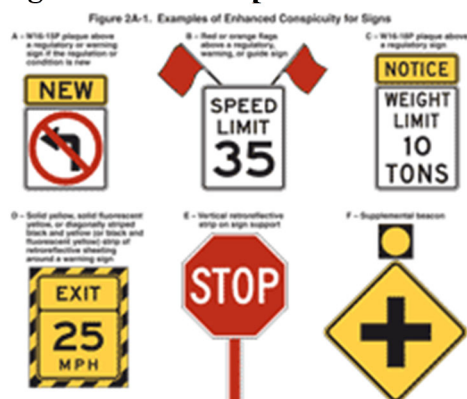 Figure 2A-1. Examples of Enhanced Conspicuity for Signs
A – W16-15P plaque above
a regulatory or warning
sign if the regulation or
condition is new
NEW
B – Red or orange flags
above a regulatory,
warning, or guide sign
SPEED
LIMIT
35
C – W16-18P plaque above
a regulatory sign
NOTICE
WEIGHT
LIMIT
10
TONS
D – Solid yellow, solid fluorescent
yellow, or diagonally striped
black and yellow (or black and
fluorescent yellow) strip of
retroreflective sheeting
around a warning sign
EXIT
25
MPH
E – Vertical retroreflective
strip on sign support
STOP
F – Supplemental beacon